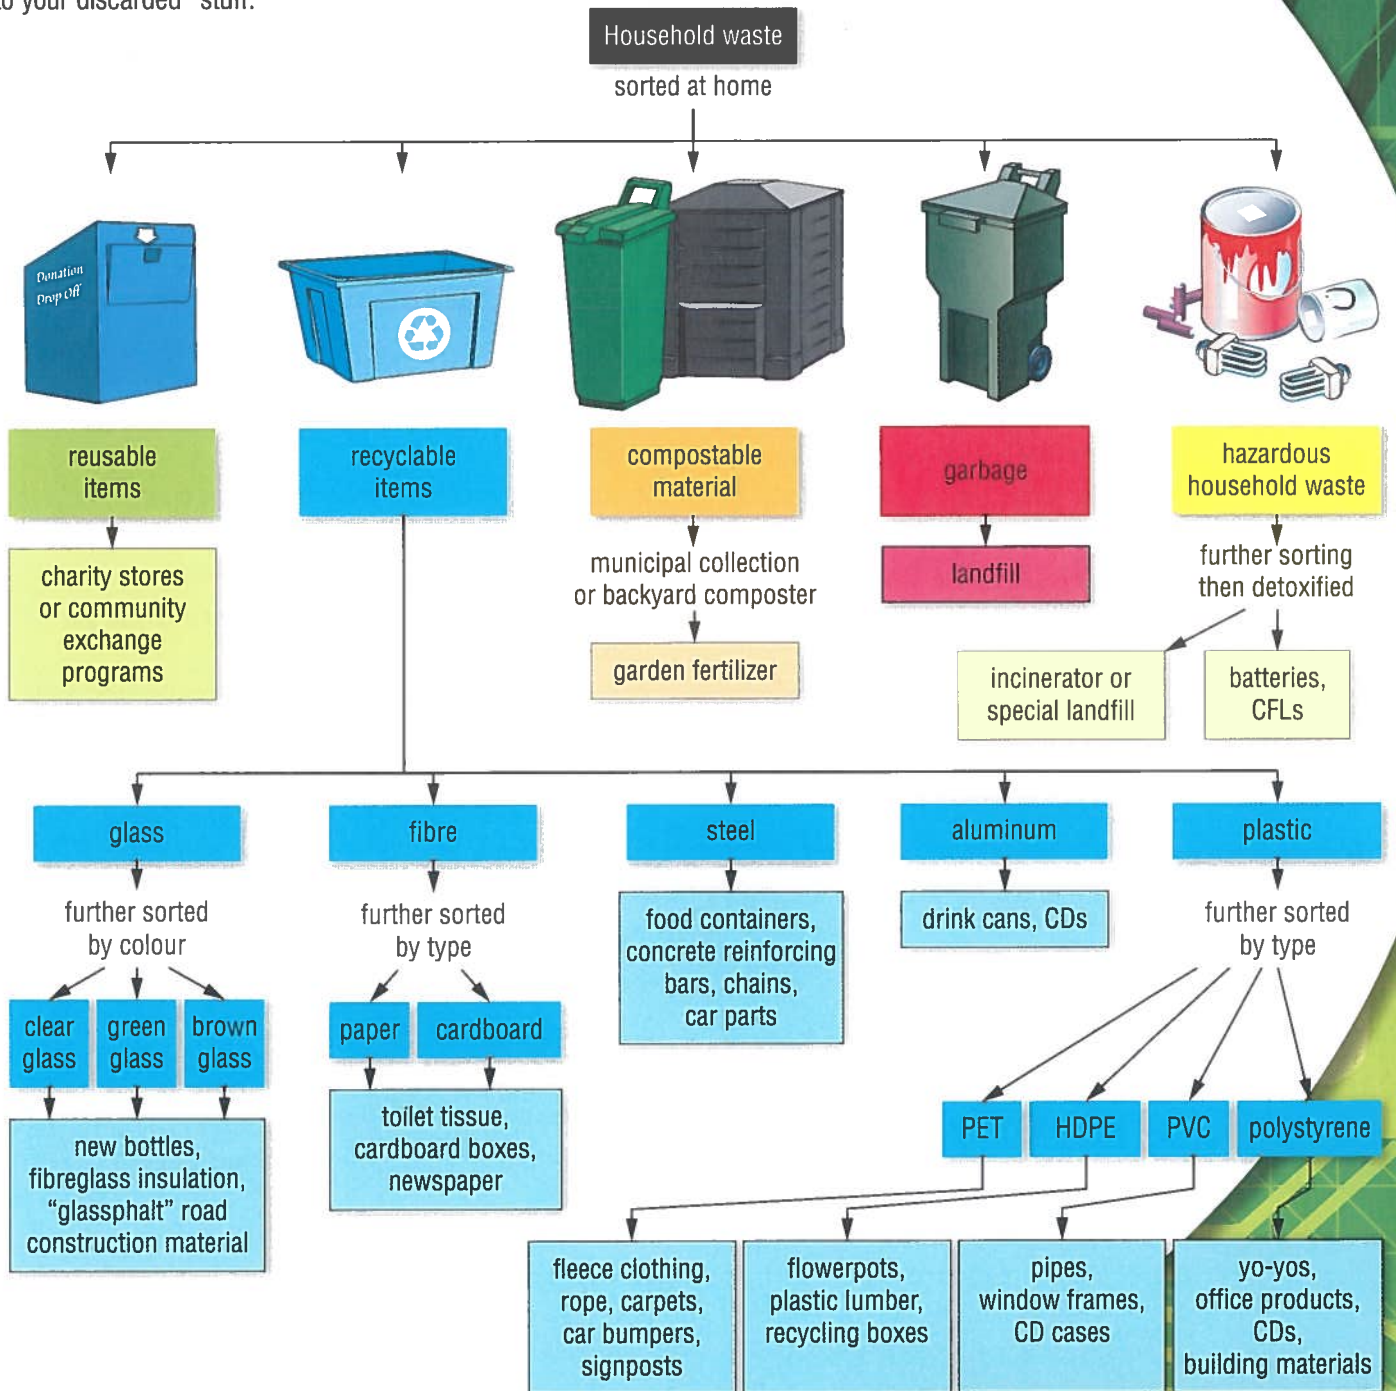 to your discarded "stuff.
Household waste
sorted at home
Donation
Drop Off
reusable
items
recyclable
items
compostable
material
garbage
hazardous
household waste
charity stores
or community
exchange
programs
municipal collection
or backyard composter
garden fertilizer
landfill
further sorting
then detoxified
incinerator or
special landfill
batteries,
CFLs
glass
fibre
steel
aluminum
plastic
further sorted
by colour
further sorted
by type
food containers,
concrete reinforcing
bars, chains,
car parts
drink cans, CDs
further sorted
by type
clear
glass
green
glass
brown
glass
paper
cardboard
new bottles,
fibreglass insulation,
"glassphalt" road
construction material
toilet tissue,
cardboard boxes,
newspaper
PET
HDPE
PVC
polystyrene
fleece clothing,
rope, carpets,
car bumpers,
signposts
flowerpots,
plastic lumber,
recycling boxes
pipes,
window frames,
CD cases
yo-yos,
office products,
CDs,
building materials